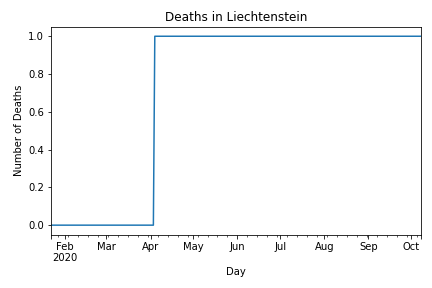 Deaths in Liechtenstein
Number of Deaths
1.0
0.8
0.6
0.4
0.2
0.0
Feb Mar Apr May Jun Jul Aug Sep Oct
2020
Day